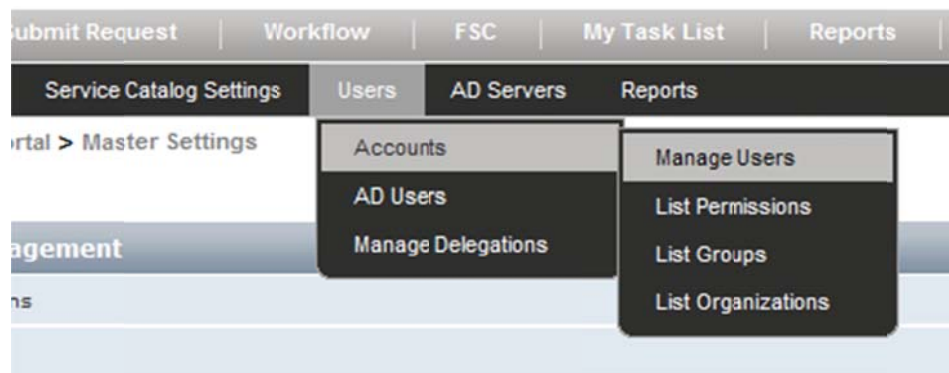 ubmit Request | Workflow | FSC | My Task List | Reports
Service Catalog Settings Users AD Servers Reports
rtal > Master Settings
Accounts
AD Users
Manage Delegations
Manage Users
List Permissions
List Groups
List Organizations
agement
ns